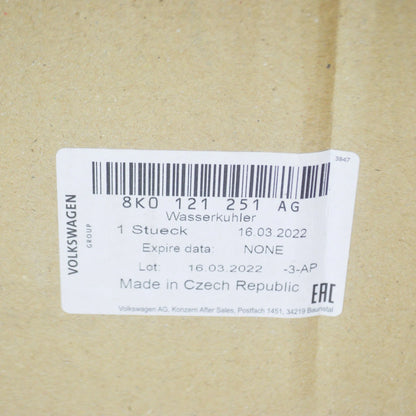 3847
VOLKSWAGEN
GROUP
8K0 121 251 AG
Wasserkuhler
1 Stueck 16.03.2022
Expire data: NONE
Lot: 16.03.2022 -3-AP
Made in Czech Republic
EAC
Volkswagen AG, Konzern After Sales, Postfach 1451, 34219 Baunatal